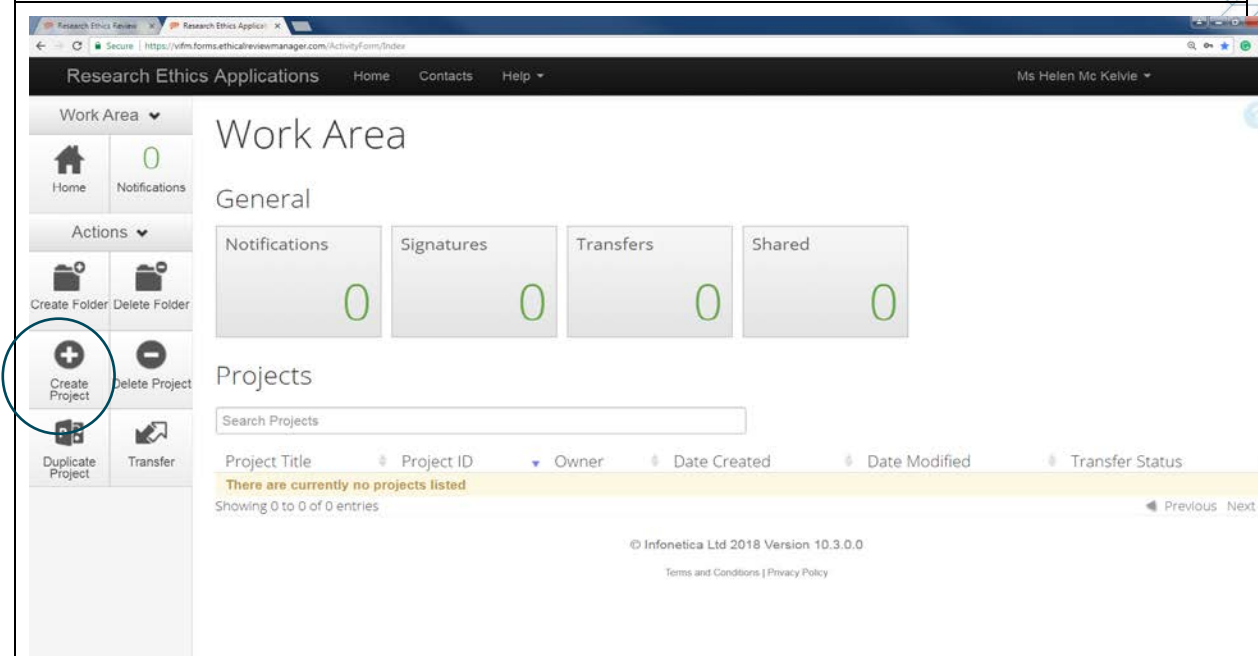 Research Ethics Review
Research Ethics Applicat
Secure | https://vifm.forms.ethicalreviewmanager.com/ActivityForm/Index
Research Ethics Applications Home Contacts Help Ms Helen Mc Kelvie
Work Area
Home
0
Notifications
Actions
Create Folder Delete Folder
Create Project
Delete Project
Duplicate Project
Transfer
Work Area
General
Notifications Signatures Transfers Shared
0 0 0 0
Projects
Search Projects
Project Title Project ID Owner Date Created Date Modified Transfer Status
There are currently no projects listed
Showing 0 to 0 of 0 entries Previous Next
© Infonetica Ltd 2018 Version 10.3.0.0
Terms and Conditions | Privacy Policy